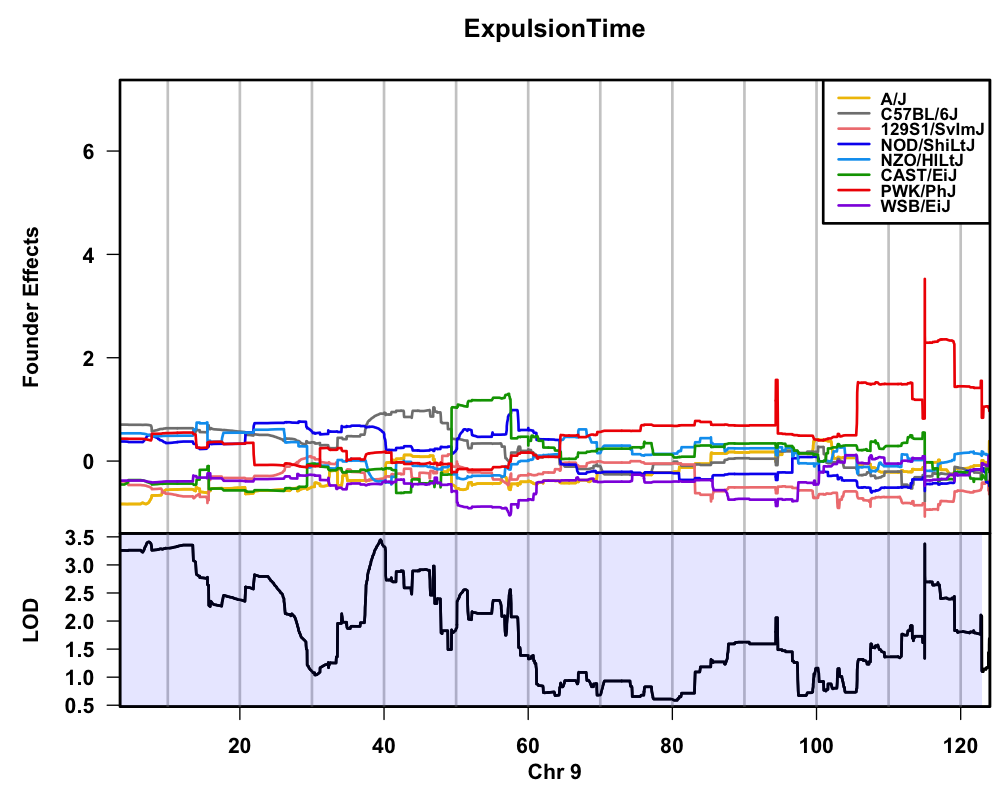 ExpulsionTime
A/J
C57BL/6J
129S1/SvImJ
NOD/ShiLtJ
NZO/HlLtJ
CAST/EiJ
PWK/PhJ
WSB/EiJ
Founder Effects
6
4
2
0
LOD
3.5
3.0
2.5
2.0
1.5
1.0
0.5
20 40 60 80 100 120
Chr 9